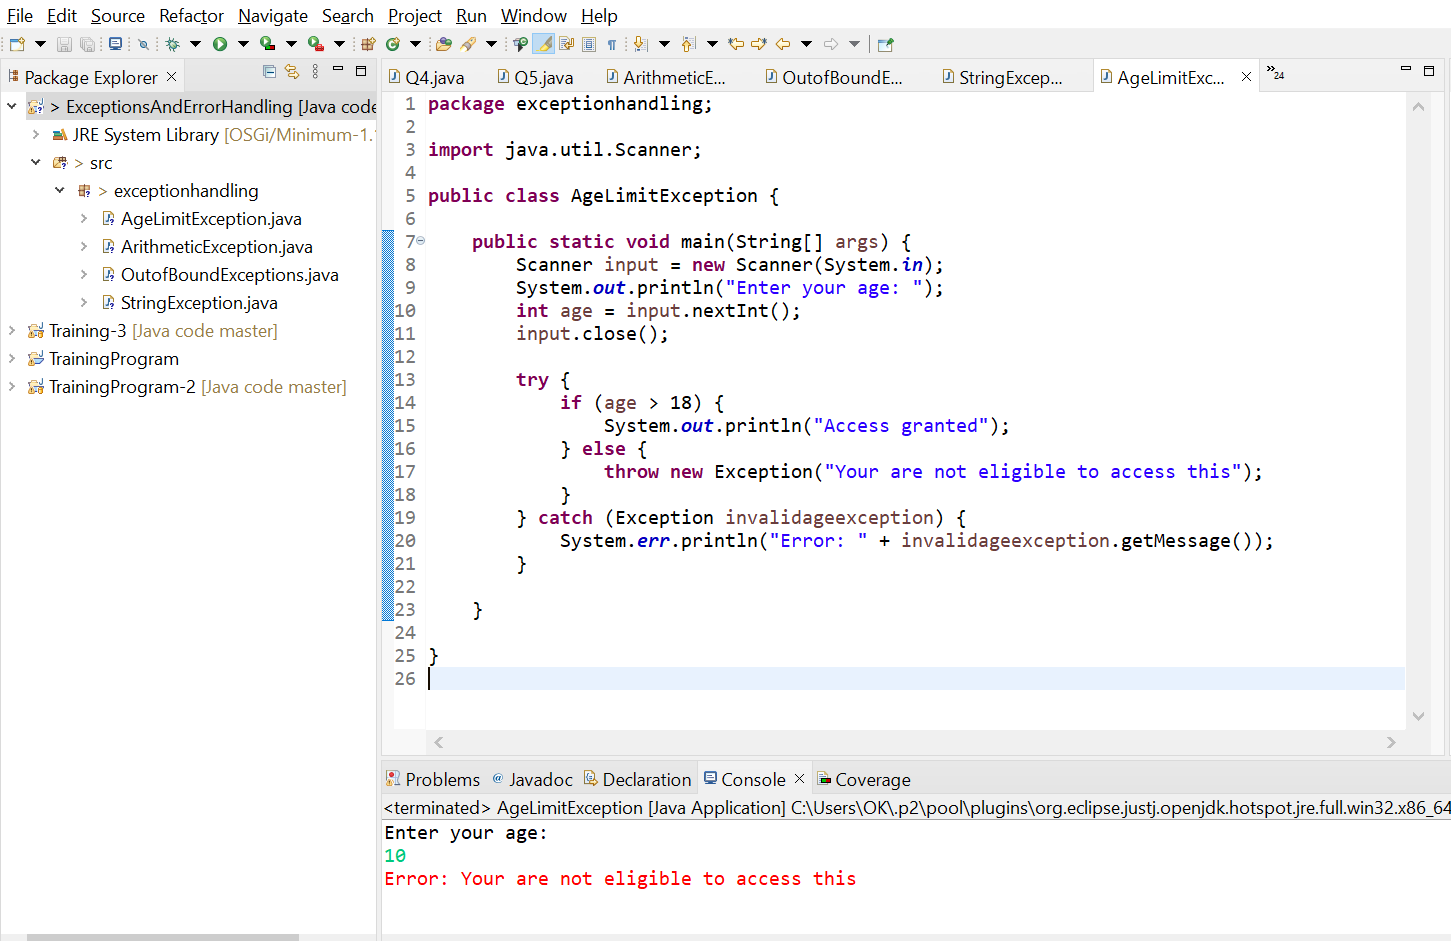 File Edit Source Refactor Navigate Search Project Run Window Help
Package Explorer
> ExceptionsAndErrorHandling [Java code
JRE System Library [OSGi/Minimum-1.
> src
> exceptionhandling
AgeLimitException.java
ArithmeticException.java
OutofBoundExceptions.java
StringException.java
Training-3 [Java code master]
TrainingProgram
TrainingProgram-2 [Java code master]
Q4.java Q5.java ArithmeticE... OutofBoundE... StringExcep... AgeLimitExc... »24
1 package exceptionhandling;
2
3 import java.util.Scanner;
4
5 public class AgeLimitException {
6
7 public static void main(String[] args) {
8 Scanner input = new Scanner(System.in);
9 System.out.println("Enter your age: ");
10 int age = input.nextInt();
11 input.close();
12
13 try {
14 if (age > 18) {
15 System.out.println("Access granted");
16 } else {
17 throw new Exception("Your are not eligible to access this");
18 }
19 } catch (Exception invalidageexception) {
20 System.err.println("Error: " + invalidageexception.getMessage());
21 }
22
23 }
24
25 }
26
Problems @ Javadoc Declaration Console Coverage
<terminated> AgeLimitException [Java Application] C:\Users\OK\.p2\pool\plugins\org.eclipse.justj.openjdk.hotspot.jre.full.win32.x86_64
Enter your age:
10
Error: Your are not eligible to access this